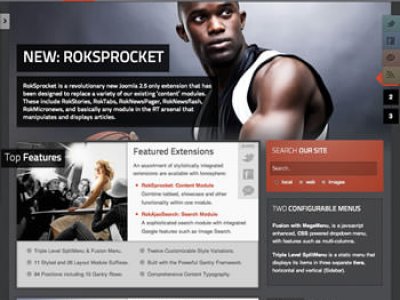 NEW: ROKSPROCKET
RokSprocket is a revolutionary new Joomla 2.5 only extension that has
been designed to replace a variety of our existing 'content' modules.
These include RokStories, RokTabs, RokNewsPager, RokNewsflash,
RokMicronews, and basically any module in the RT arsenal that
manipulates and displays articles.
2
3
Top Features
Featured Extensions
An assortment of stylistically integrated
extensions are available with Ionosphere:
RokSprocket: Content Module
Combine tabbed, showcase and other
functionality within one module.
RokAjaxSearch: Search Module
A sophisticated search module with integrated
Google features such as Image Search.
SEARCH OUR SITE
Search..
local web images
TWO CONFIGURABLE MENUS
Fusion with MegaMenu, is a javascript
enhanced, CSS powered dropdown menu,
with features such as multi-columns.
Triple Level SplitMenu is a static menu that
displays its items in three separate tiers,
horizontal and vertical (Sidebar).
Triple Level SplitMenu & Fusion Menu.
11 Styled and 26 Layout Module Suffixes.
84 Positions including 10 Gantry Rows.
Twelve Customizable Style Variations.
Built with the Powerful Gantry Framework.
Comprehensive Content Typography.